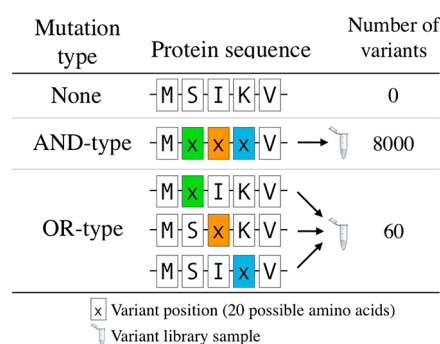 Mutation type Protein sequence Number of variants
None M S I K V 0
AND-type M x x x V 8000
M x I K V
OR-type M S x K V 60
M S I x V
x Variant position (20 possible amino acids)
Variant library sample